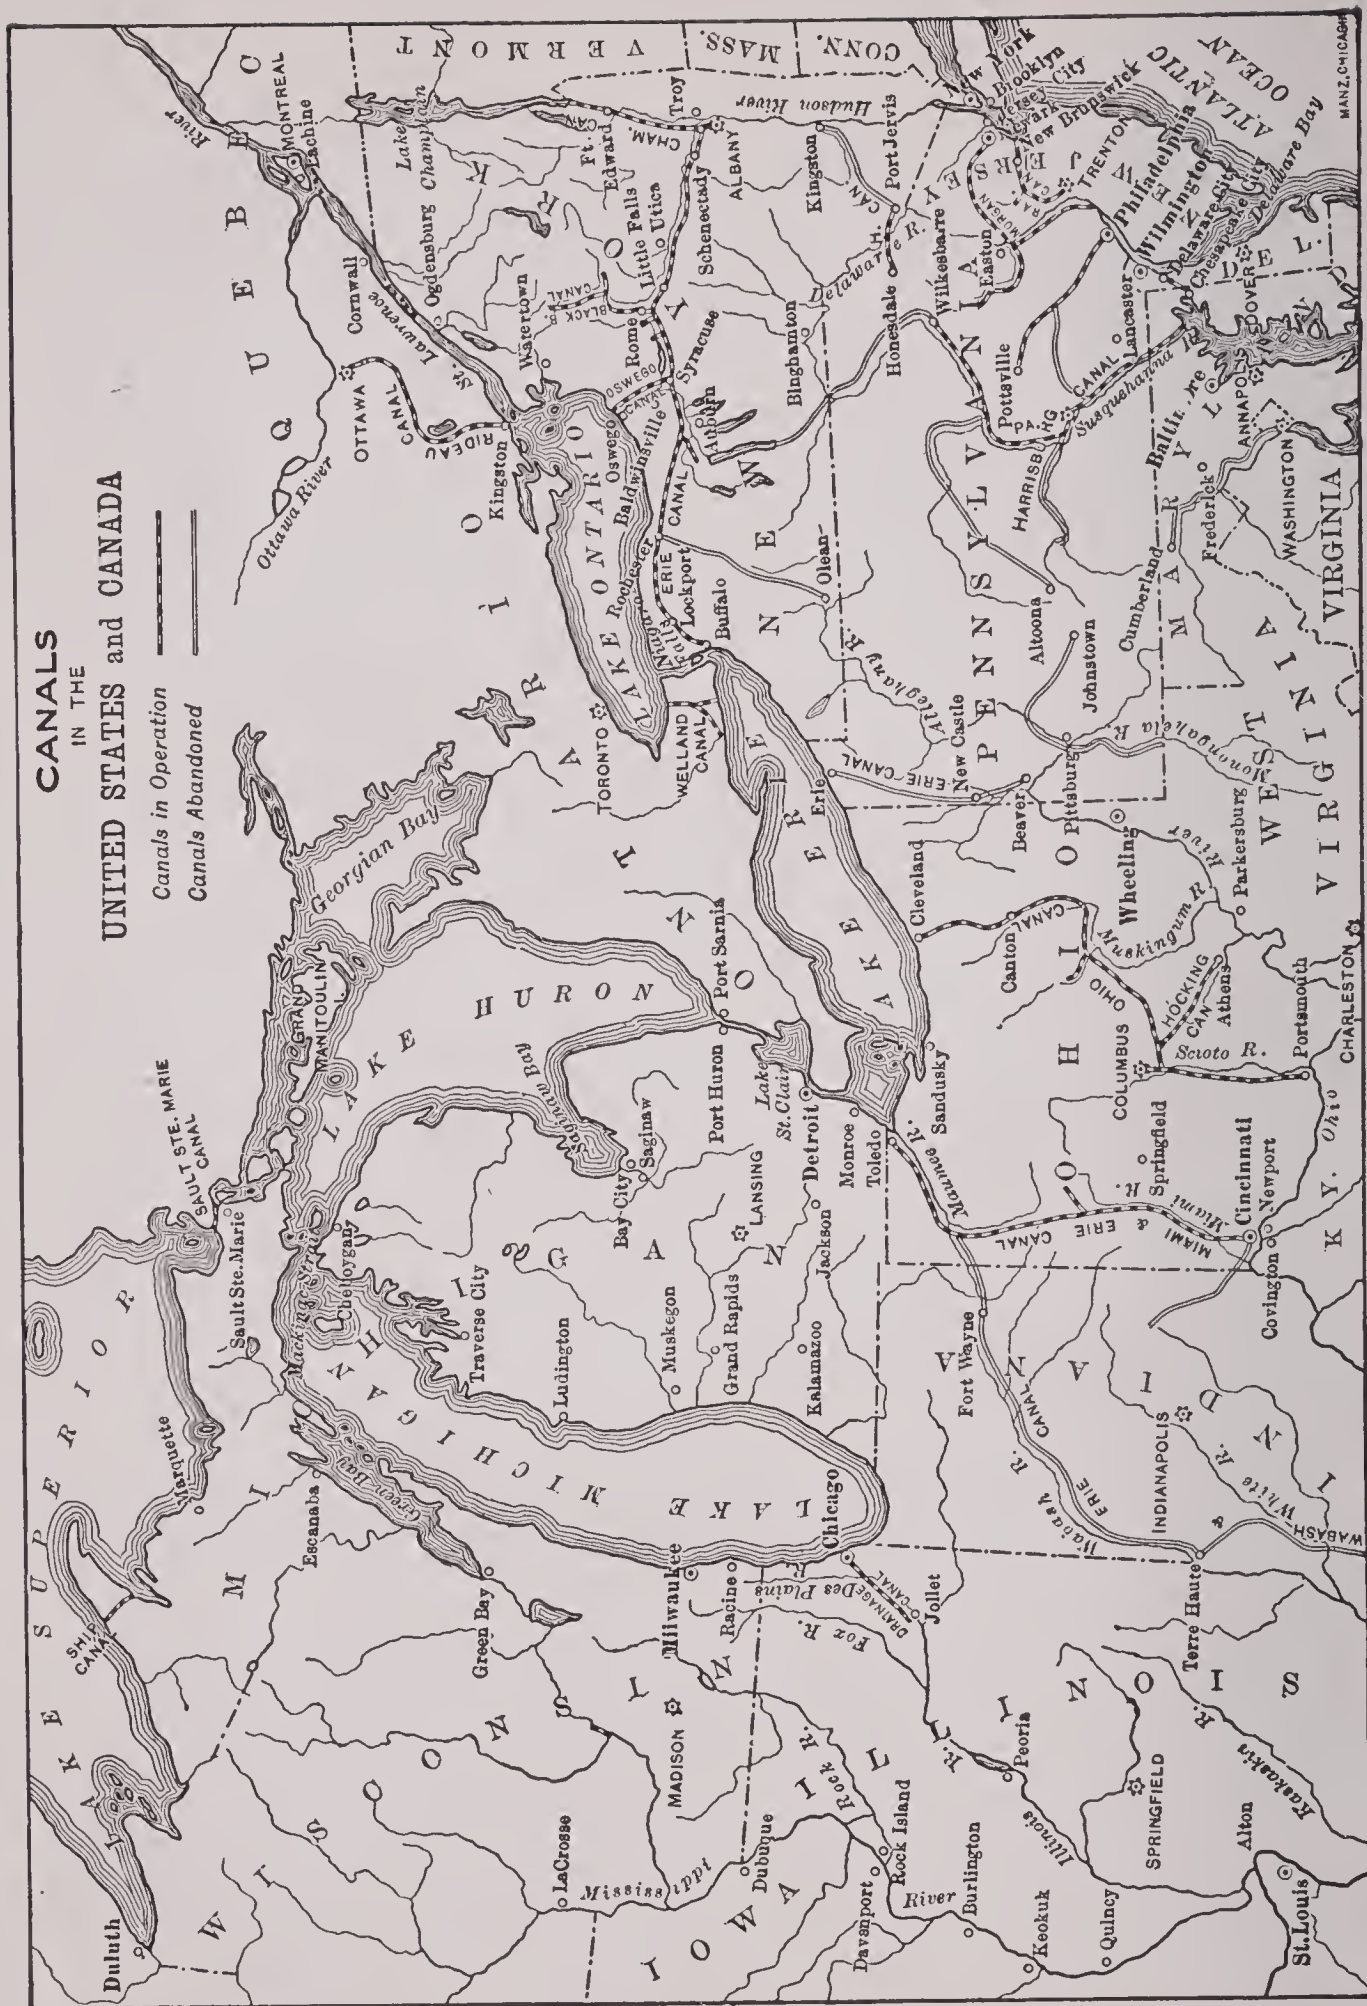 CANALS
IN THE
UNITED STATES and CANADA
Canals in Operation
Canals Abandoned
LAKE SUPERIOR
Duluth
SHIP CANAL
Marquette
SAULT STE. MARIE CANAL
Sault Ste. Marie
Escanaba
Mackinac Strait
Cheboygan
Green Bay
Green Bay
MICHIGAN
LAKE MICHIGAN
Traverse City
Ludington
Muskegon
Grand Rapids
Kalamazoo
LANSING
Jackson
Bay City
Saginaw
Saginaw Bay
Port Huron
Port Sarnia
Lake St. Clair
Detroit
Monroe
Toledo
GRAND MANITOULIN
LAKE HURON
Georgian Bay
ONTARIO
TORONTO
WELLAND CANAL
LAKE ONTARIO
LAKE ERIE
Kingston
RIDEAU CANAL
OTTAWA
Ottawa River
QUEBEC
MONTREAL
Lachine
St. Lawrence
River
Cornwall
Ogdensburg
Lake Champlain
VERMONT
MASS.
CONN.
NEW YORK
Watertown
BLACK R. CANAL
Little Falls
Utica
Rome
Ft. Edward
CHAM. CAN.
Troy
ALBANY
Schenectady
Hudson River
Kingston
Port Jervis
D. & H. CAN.
Honesdale
Delaware R.
Binghamton
Syracuse
OSWEGO CANAL
Oswego
Baldwinsville
Auburn
Rochester
ERIE CANAL
Lockport
Niagara Falls
Buffalo
Olean
New York
Brooklyn
Jersey City
Newark
New Brunswick
NEW JERSEY
MORRIS CAN.
RAR. CAN.
TRENTON
Philadelphia
Wilmington
Delaware City
Chesapeake City
Delaware Bay
ATLANTIC OCEAN
DEL.
DOVER
PENNSYLVANIA
Wilkesbarre
Easton
Pottsville
Lancaster
HARRISBURG
PA. CANAL
Susquehanna R.
Altoona
Johnstown
Alleghany R.
Erie
ERIE CANAL
New Castle
Beaver
Pittsburg
Monongahela R.
MARYLAND
Cumberland
Frederick
Baltimore
ANNAPOLIS
WASHINGTON
VIRGINIA
WEST VIRGINIA
Wheeling
Parkersburg
CHARLESTON
OHIO
Cleveland
Canton
OHIO CANAL
Muskingum R.
River
COLUMBUS
HOCKING CAN.
Athens
Scioto R.
Portsmouth
Ohio
Sandusky
Maumee R.
MIAMI & ERIE CANAL
Miami R.
Springfield
Cincinnati
Newport
Covington
KY.
INDIANA
Fort Wayne
Wabash R.
WABASH & ERIE CANAL
INDIANAPOLIS
White R.
Terre Haute
ILLINOIS
Chicago
DRAINAGE CANAL
Joliet
Des Plains R.
Fox R.
Illinois R.
Peoria
SPRINGFIELD
Kaskaskia R.
Alton
St. Louis
Rock R.
Rock Island
WISCONSIN
Milwaukee
Racine
MADISON
LaCrosse
Mississippi
River
IOWA
Dubuque
Davenport
Burlington
Keokuk
Quincy
MANZ, CHICAGO